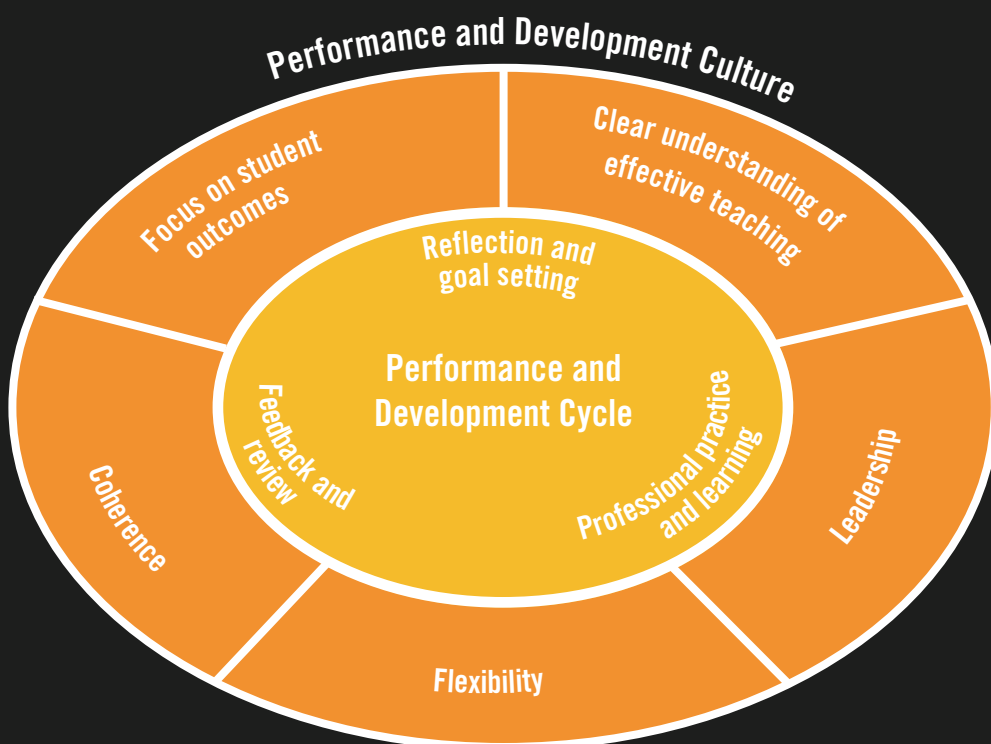 Performance and Development Culture
Focus on student
outcomes
Clear understanding of
effective teaching
Reflection and
goal setting
Performance and
Development Cycle
Feedback and
review
Professional practice
and learning
Coherence
Leadership
Flexibility